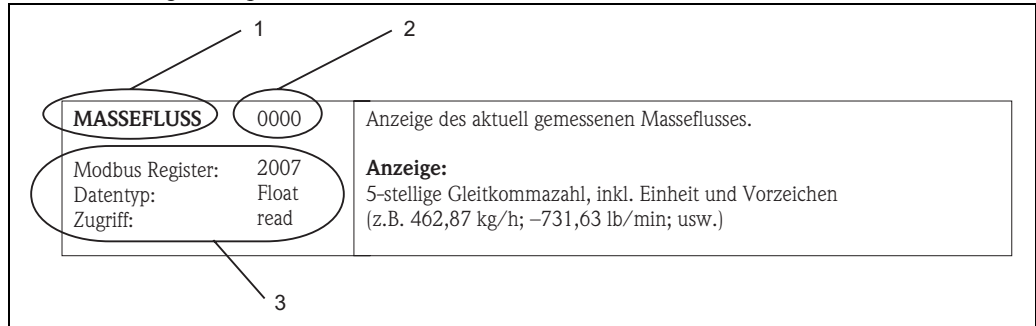 1
2
MASSEFLUSS 0000
Modbus Register: 2007
Datentyp: Float
Zugriff: read
Anzeige des aktuell gemessenen Masseflusses.
Anzeige:
5-stellige Gleitkommazahl, inkl. Einheit und Vorzeichen
(z.B. 462,87 kg/h; –731,63 lb/min; usw.)
3